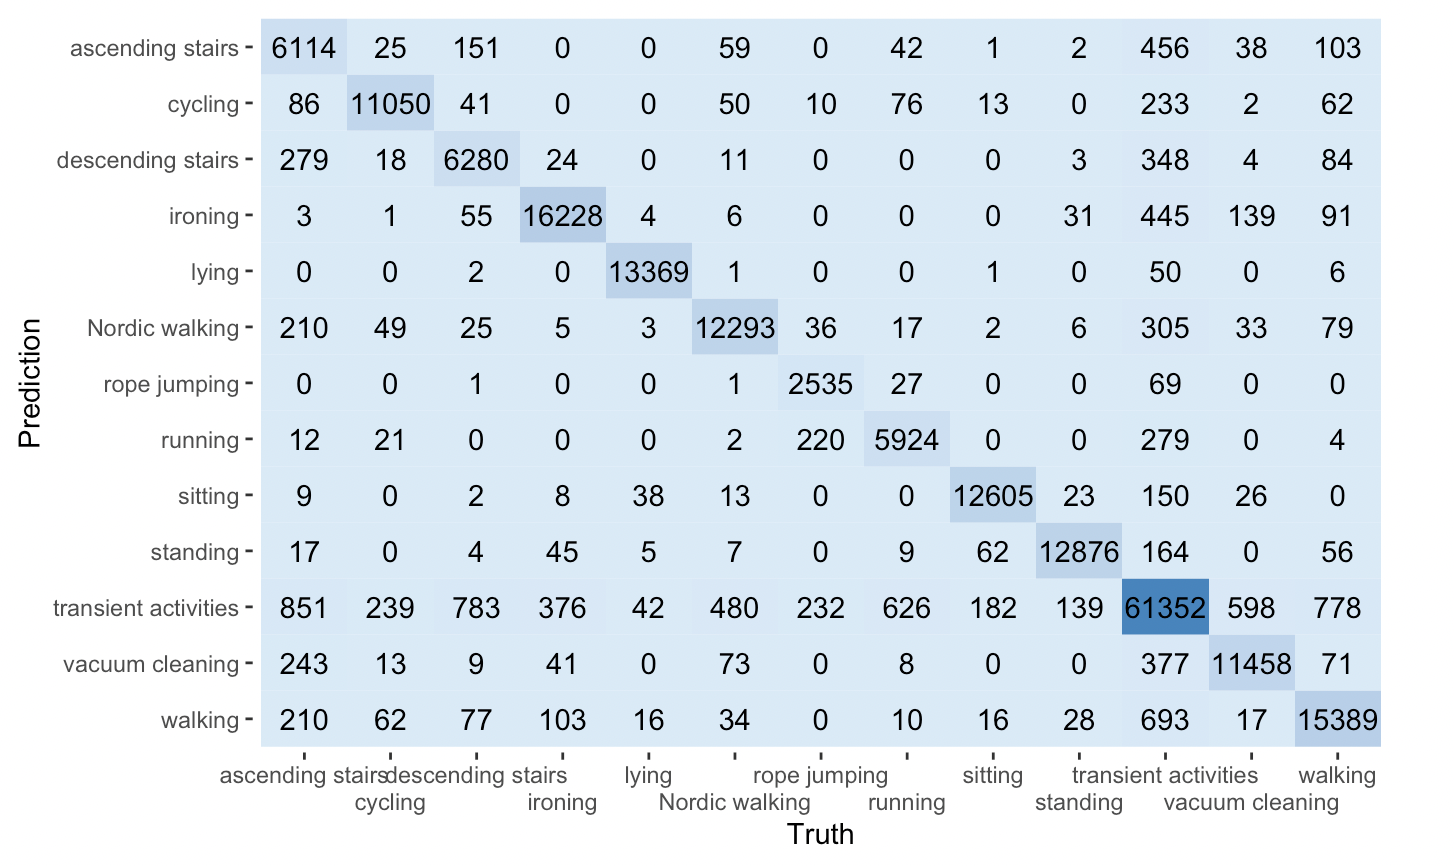 ascending stairs 6114 25 151 0 0 59 0 42 1 2 456 38 103
cycling 86 11050 41 0 0 50 10 76 13 0 233 2 62
descending stairs 279 18 6280 24 0 11 0 0 0 3 348 4 84
ironing 3 1 55 16228 4 6 0 0 0 31 445 139 91
lying 0 0 2 0 13369 1 0 0 1 0 50 0 6
Nordic walking 210 49 25 5 3 12293 36 17 2 6 305 33 79
rope jumping 0 0 1 0 0 1 2535 27 0 0 69 0 0
running 12 21 0 0 0 2 220 5924 0 0 279 0 4
sitting 9 0 2 8 38 13 0 0 12605 23 150 26 0
standing 17 0 4 45 5 7 0 9 62 12876 164 0 56
transient activities 851 239 783 376 42 480 232 626 182 139 61352 598 778
vacuum cleaning 243 13 9 41 0 73 0 8 0 0 377 11458 71
walking 210 62 77 103 16 34 0 10 16 28 693 17 15389
ascending stairs descending stairs lying rope jumping sitting transient activities walking
cycling ironing Nordic walking running standing vacuum cleaning
Truth
Prediction